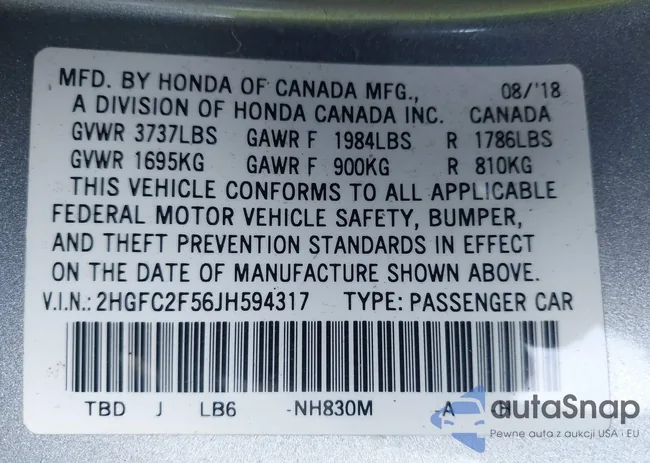 MFD. BY HONDA OF CANADA MFG., 08/'18
A DIVISION OF HONDA CANADA INC. CANADA
GVWR 3737LBS GAWR F 1984LBS R 1786LBS
GVWR 1695KG GAWR F 900KG R 810KG
THIS VEHICLE CONFORMS TO ALL APPLICABLE
FEDERAL MOTOR VEHICLE SAFETY, BUMPER,
AND THEFT PREVENTION STANDARDS IN EFFECT
ON THE DATE OF MANUFACTURE SHOWN ABOVE.
V.I.N.: 2HGFC2F56JH594317 TYPE: PASSENGER CAR
TBD J LB6 -NH830M -A
autoSnap
Pewne auta z aukcji USA i EU